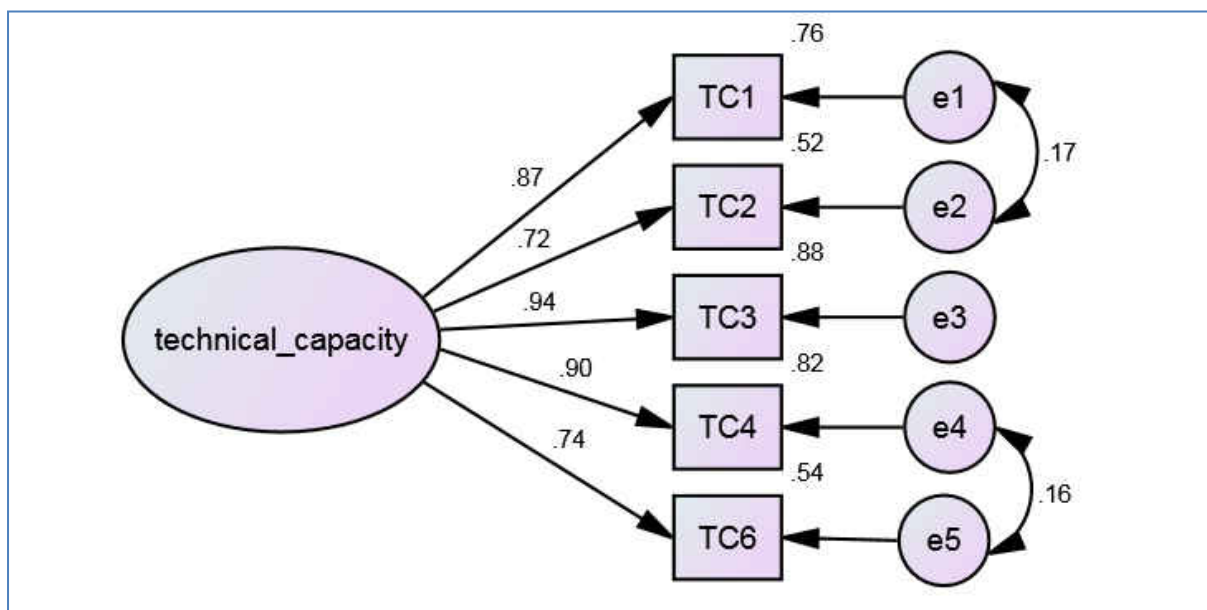 .76
TC1
e1
.87
.52
.17
TC2
e2
.72
.88
.94
TC3
e3
technical_capacity
.82
.90
TC4
e4
.74
.54
.16
TC6
e5